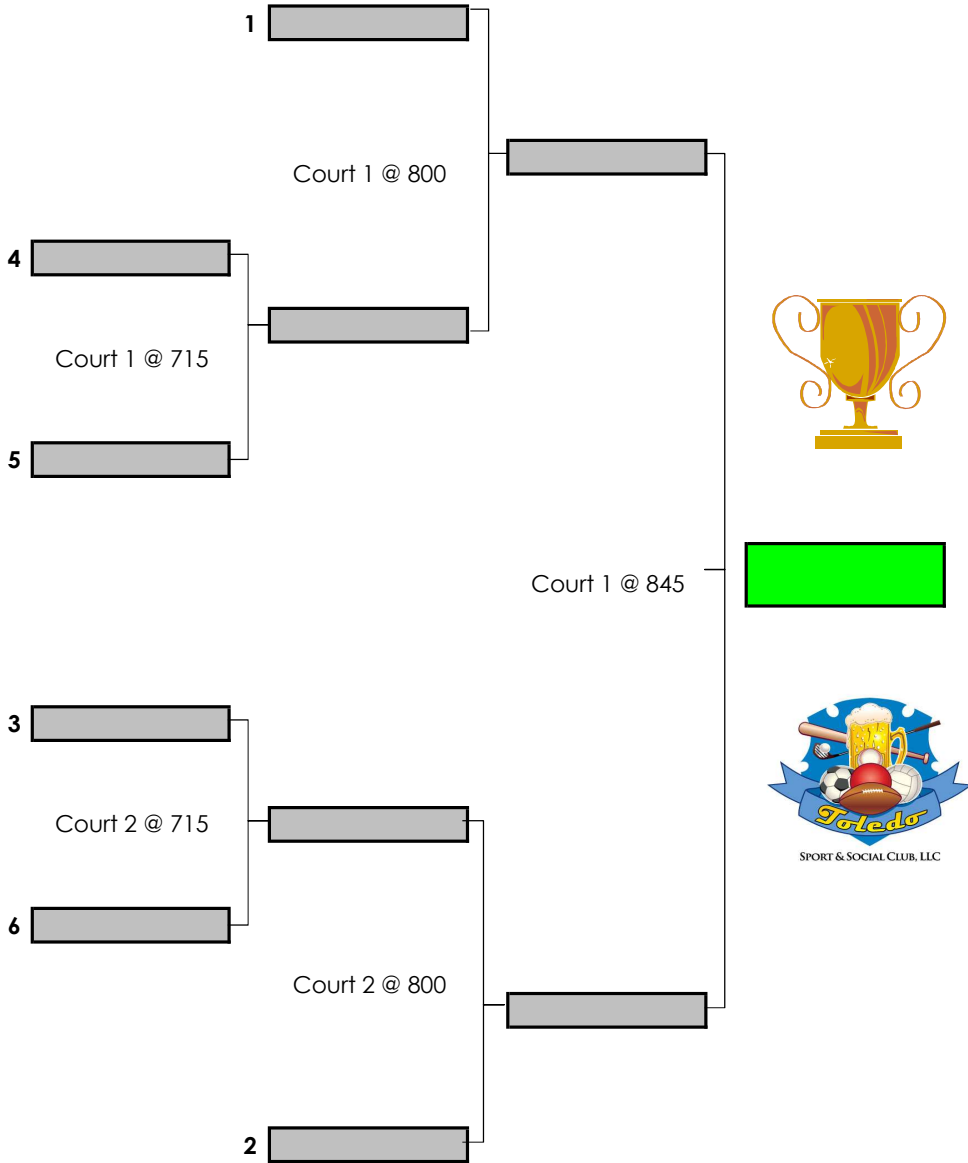 1
Court 1 @ 800
4
Court 1 @ 715
5
Court 1 @ 845
3
Court 2 @ 715
Toledo
SPORT & SOCIAL CLUB, LLC
6
Court 2 @ 800
2